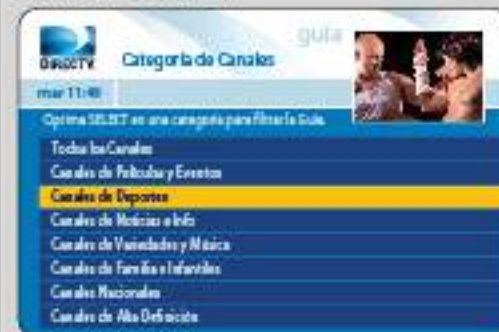 guía
DIRECTV
Categoría de Canales
mar 11:48
Oprima SELECT en una categoría para filtrar la Guía.
Todos los Canales
Canales de Películas y Eventos
Canales de Deportes
Canales de Noticias e Info
Canales de Variedades y Música
Canales de Familia e Infantiles
Canales Nacionales
Canales de Alta Definición